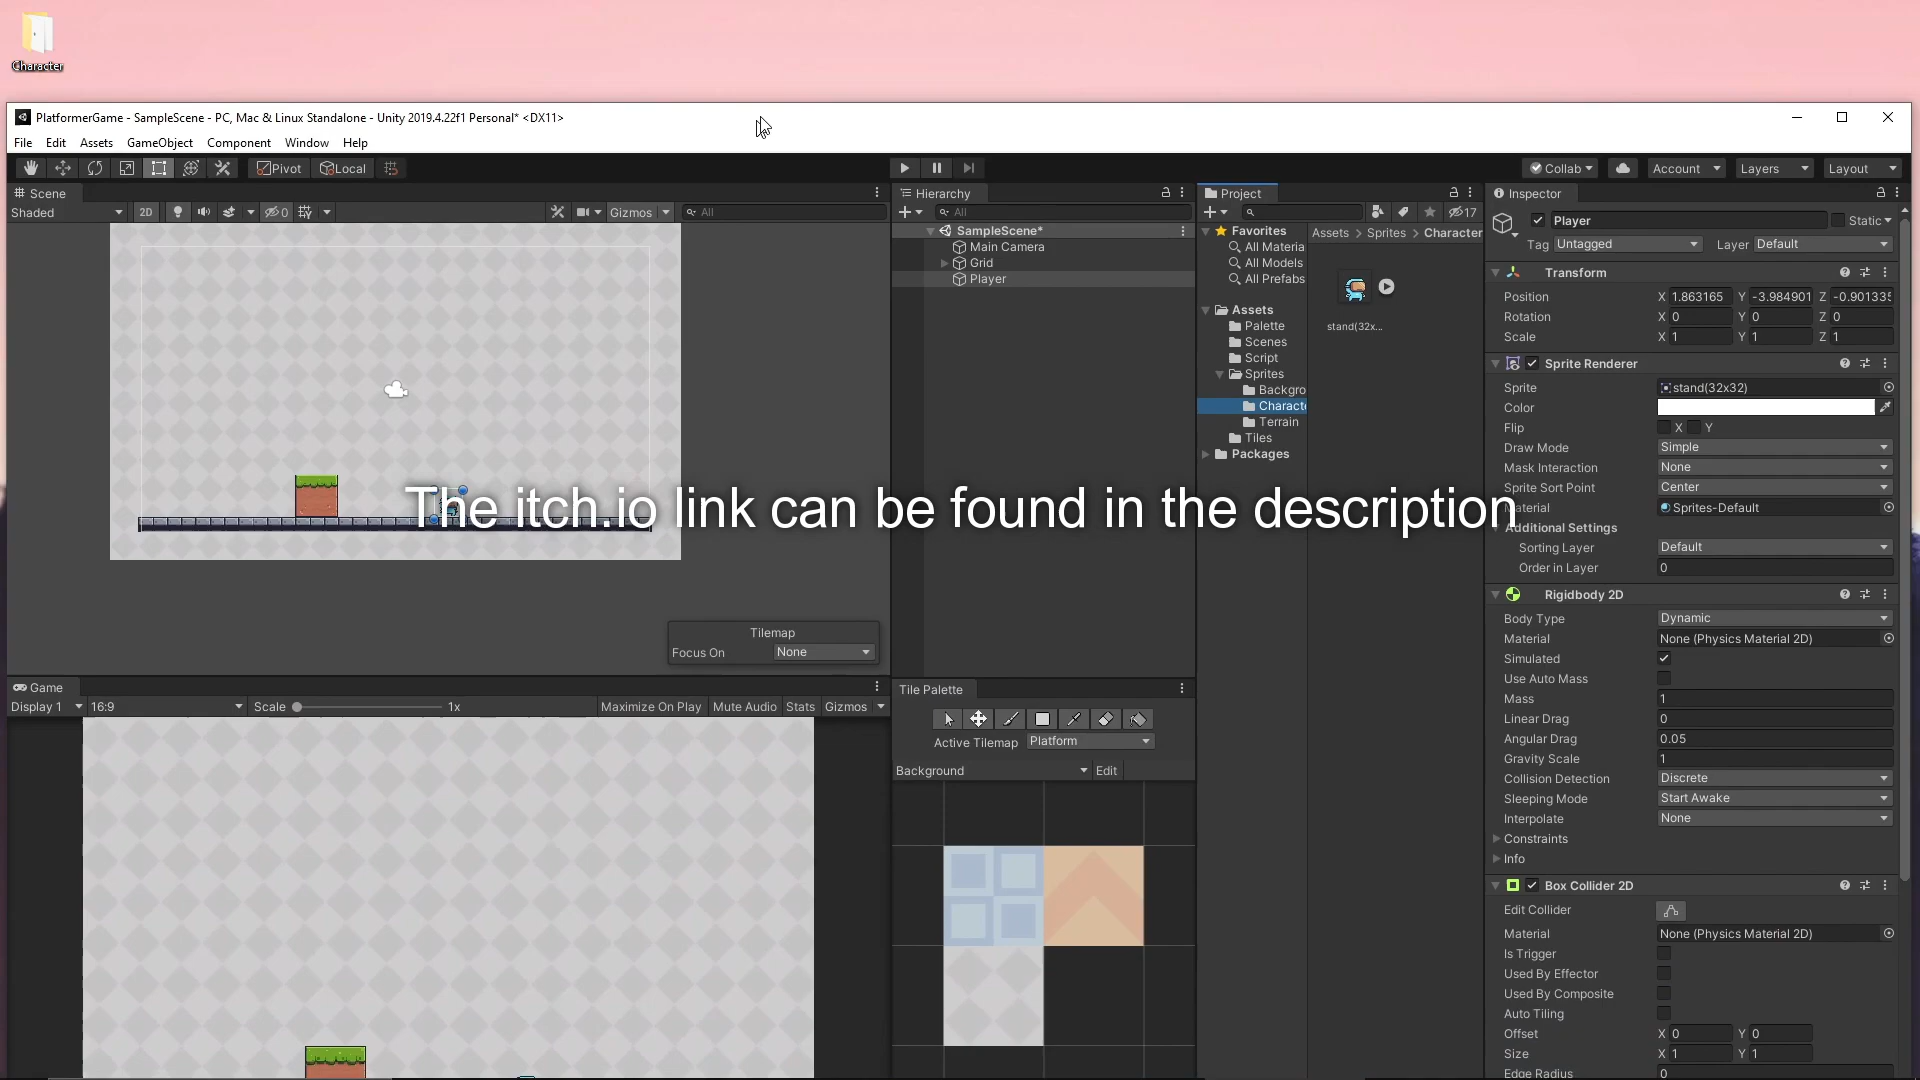 Character
PlatformerGame - SampleScene - PC, Mac & Linux Standalone - Unity 2019.4.22f1 Personal* <DX11>
File Edit Assets GameObject Component Window Help
Pivot Local Collab Account Layers Layout
Scene
Shaded 2D 0 Gizmos All
Hierarchy
All
SampleScene*
Main Camera
Grid
Player
Project
17
Favorites
All Materia
All Models
All Prefabs
Assets
Palette
Scenes
Script
Sprites
Backgro
Characte
Terrain
Tiles
Packages
Assets > Sprites > Character
stand(32x...
Inspector
Player Static
Tag Untagged Layer Default
Transform
Position X 1.863165 Y -3.984901 Z -0.901335
Rotation X 0 Y 0 Z 0
Scale X 1 Y 1 Z 1
Sprite Renderer
Sprite stand(32x32)
Color
Flip X Y
Draw Mode Simple
Mask Interaction None
Sprite Sort Point Center
Material Sprites-Default
Additional Settings
Sorting Layer Default
Order in Layer 0
Rigidbody 2D
Body Type Dynamic
Material None (Physics Material 2D)
Simulated
Use Auto Mass
Mass 1
Linear Drag 0
Angular Drag 0.05
Gravity Scale 1
Collision Detection Discrete
Sleeping Mode Start Awake
Interpolate None
Constraints
Info
Box Collider 2D
Edit Collider
Material None (Physics Material 2D)
Is Trigger
Used By Effector
Used By Composite
Auto Tiling
Offset X 0 Y 0
Size X 1 Y 1
Edge Radius 0
The itch.io link can be found in the description
Tilemap
Focus On None
Game
Display 1 16:9 Scale 1x Maximize On Play Mute Audio Stats Gizmos
Tile Palette
Active Tilemap Platform
Background Edit